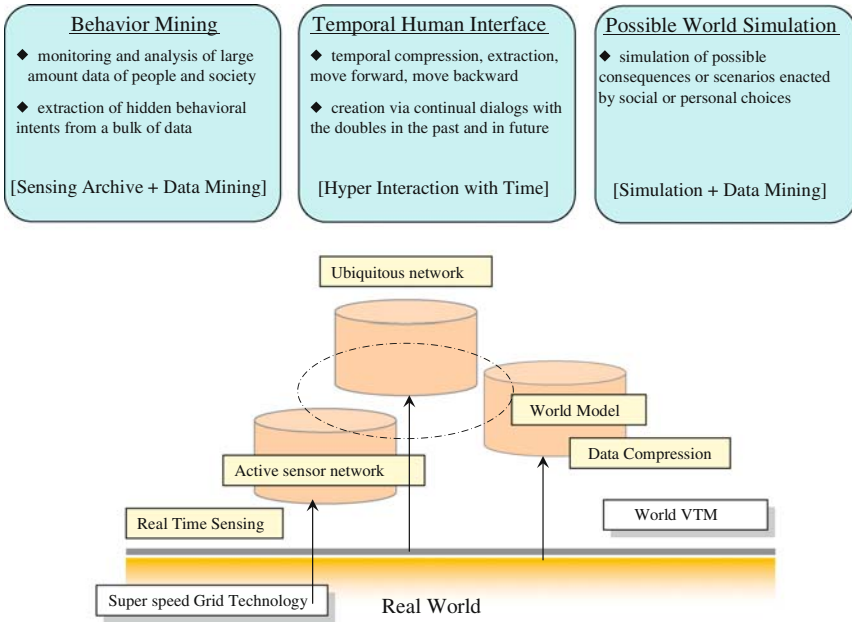 Behavior Mining
◆ monitoring and analysis of large
amount data of people and society
◆ extraction of hidden behavioral
intents from a bulk of data
[Sensing Archive + Data Mining]
Temporal Human Interface
◆ temporal compression, extraction,
move forward, move backward
◆ creation via continual dialogs with
the doubles in the past and in future
[Hyper Interaction with Time]
Possible World Simulation
◆ simulation of possible
consequences or scenarios enacted
by social or personal choices
[Simulation + Data Mining]
Ubiquitous network
World Model
Data Compression
Active sensor network
Real Time Sensing
World VTM
Super speed Grid Technology
Real World